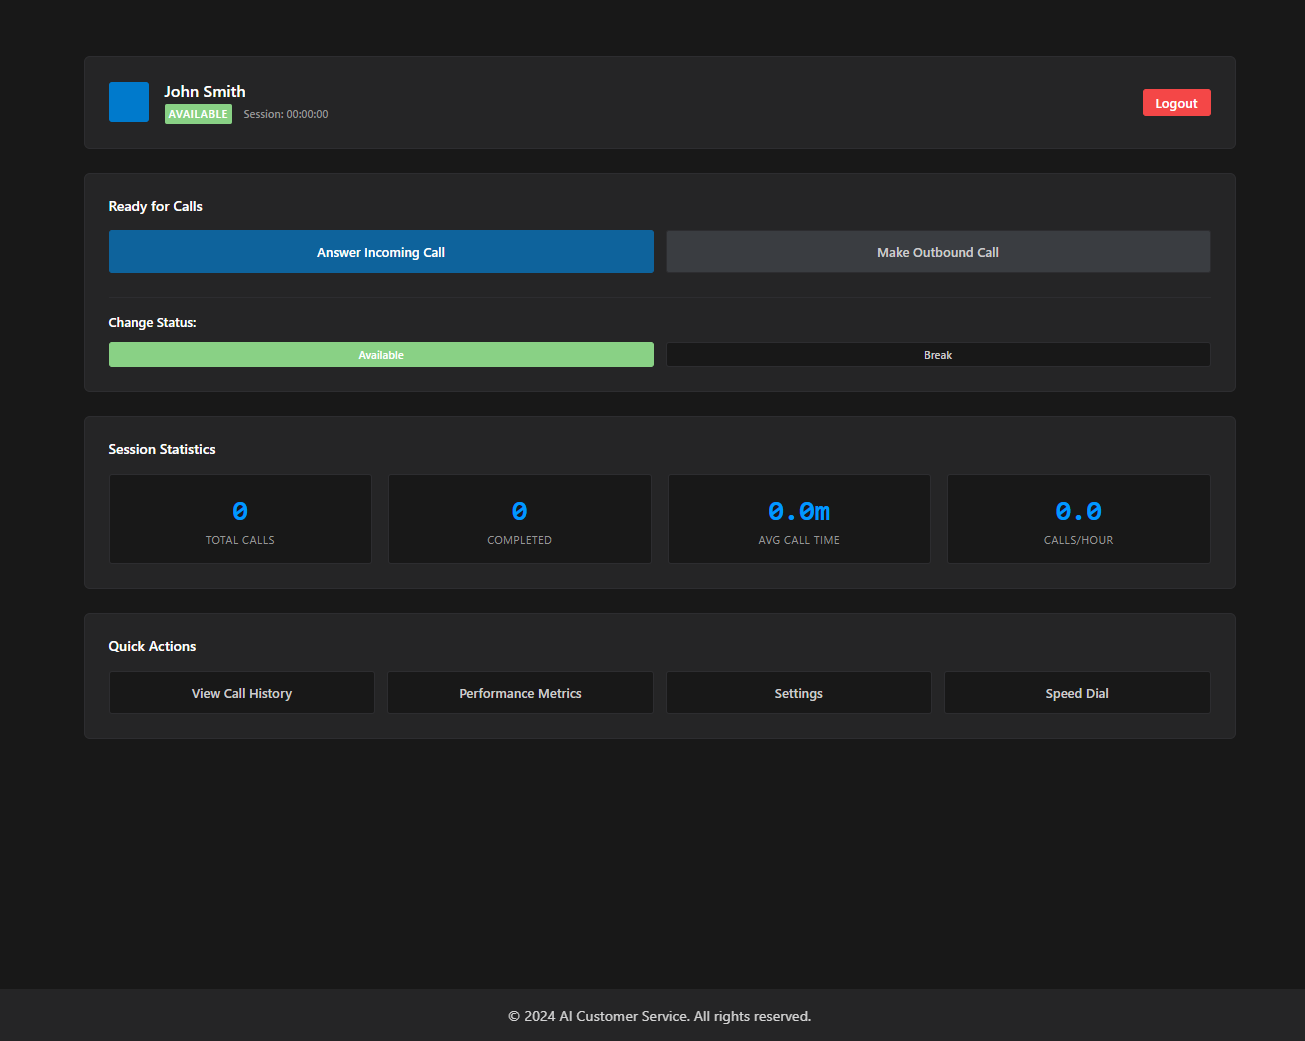 John Smith
AVAILABLE Session: 00:00:00
Logout
Ready for Calls
Answer Incoming Call
Make Outbound Call
Change Status:
Available
Break
Session Statistics
0
TOTAL CALLS
0
COMPLETED
0.0m
AVG CALL TIME
0.0
CALLS/HOUR
Quick Actions
View Call History
Performance Metrics
Settings
Speed Dial
© 2024 AI Customer Service. All rights reserved.